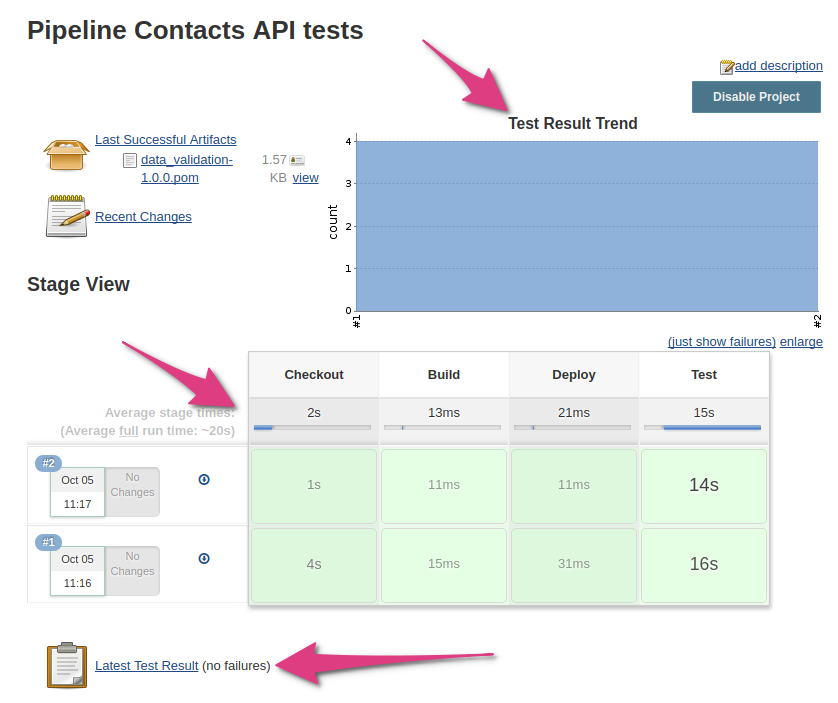 Pipeline Contacts API tests
add description
Disable Project
Last Successful Artifacts
data_validation-
1.0.0.pom
1.57
KB view
Recent Changes
Test Result Trend
count
4
3
2
1
0
#1
#2
(just show failures) enlarge
Stage View
Checkout Build Deploy Test
Average stage times:
(Average full run time: ~20s)
2s 13ms 21ms 15s
#2
Oct 05
11:17
No
Changes
1s 11ms 11ms 14s
#1
Oct 05
11:16
No
Changes
4s 15ms 31ms 16s
Latest Test Result (no failures)